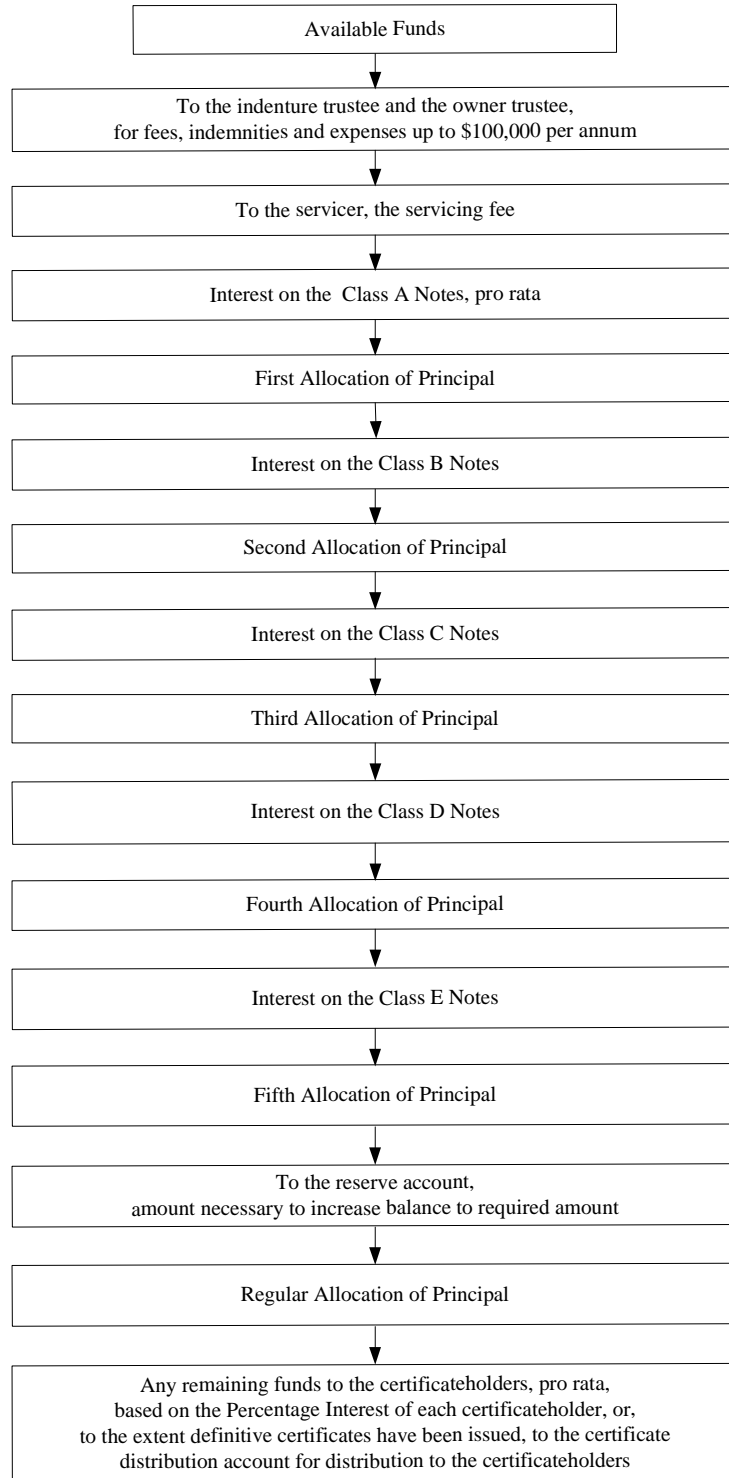 Available Funds
To the indenture trustee and the owner trustee,
for fees, indemnities and expenses up to $100,000 per annum
To the servicer, the servicing fee
Interest on the Class A Notes, pro rata
First Allocation of Principal
Interest on the Class B Notes
Second Allocation of Principal
Interest on the Class C Notes
Third Allocation of Principal
Interest on the Class D Notes
Fourth Allocation of Principal
Interest on the Class E Notes
Fifth Allocation of Principal
To the reserve account,
amount necessary to increase balance to required amount
Regular Allocation of Principal
Any remaining funds to the certificateholders, pro rata,
based on the Percentage Interest of each certificateholder, or,
to the extent definitive certificates have been issued, to the certificate
distribution account for distribution to the certificateholders